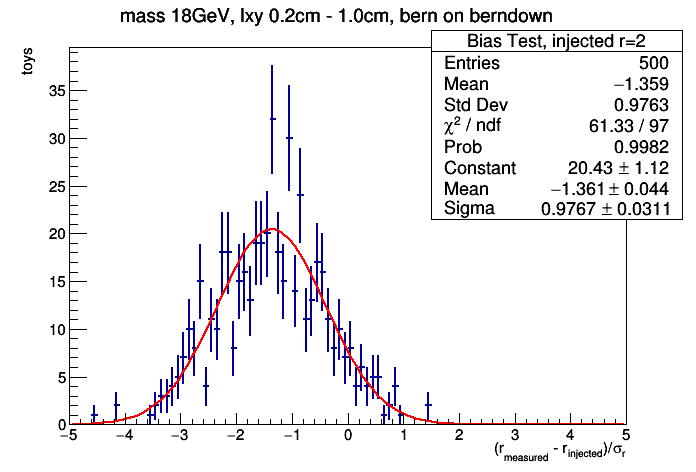 mass 18GeV, lxy 0.2cm - 1.0cm, bern on berndown
Bias Test, injected r=2
Entries 500
Mean −1.359
Std Dev 0.9763
χ² / ndf 61.33 / 97
Prob 0.9982
Constant 20.43 ± 1.12
Mean −1.361 ± 0.044
Sigma 0.9767 ± 0.0311
toys
35
30
25
20
15
10
5
0
−5 −4 −3 −2 −1 0 1 2 3 4 5
(r_measured - r_injected)/σ_r